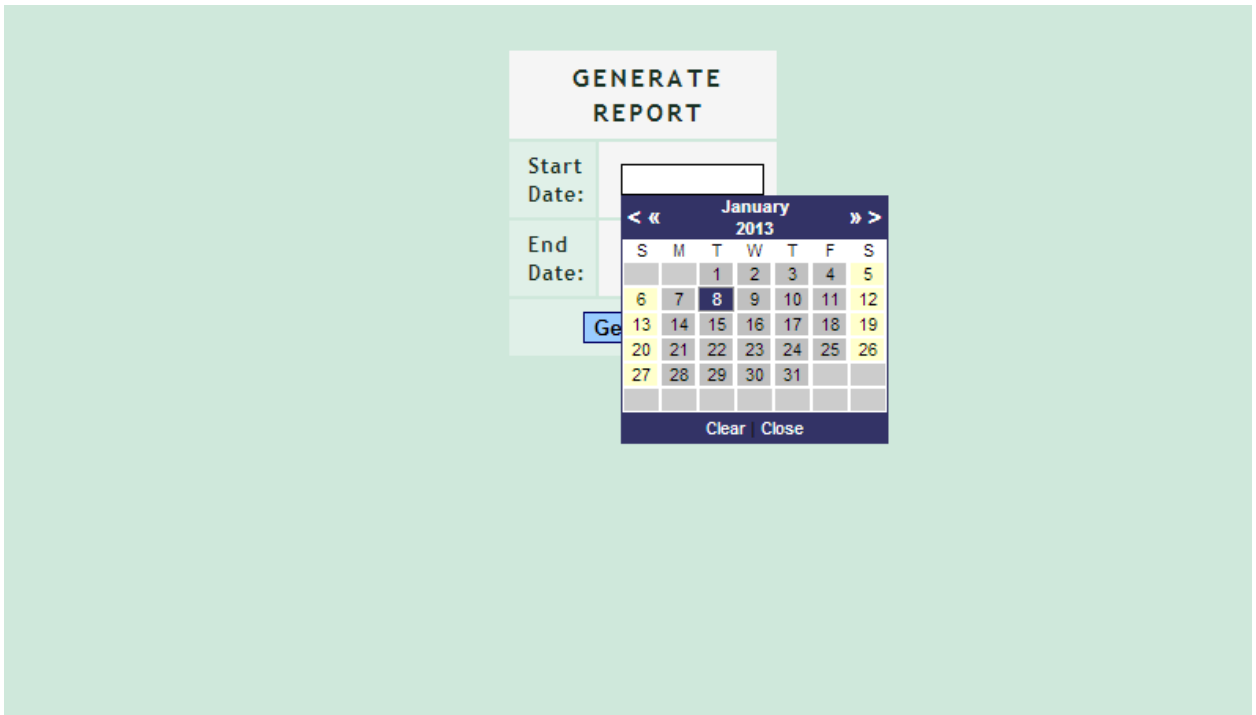 GENERATE
REPORT
Start
Date:
< « January » >
2013
End
Date:
S M T W T F S
1 2 3 4 5
6 7 8 9 10 11 12
13 14 15 16 17 18 19
20 21 22 23 24 25 26
27 28 29 30 31
Ge
Clear | Close